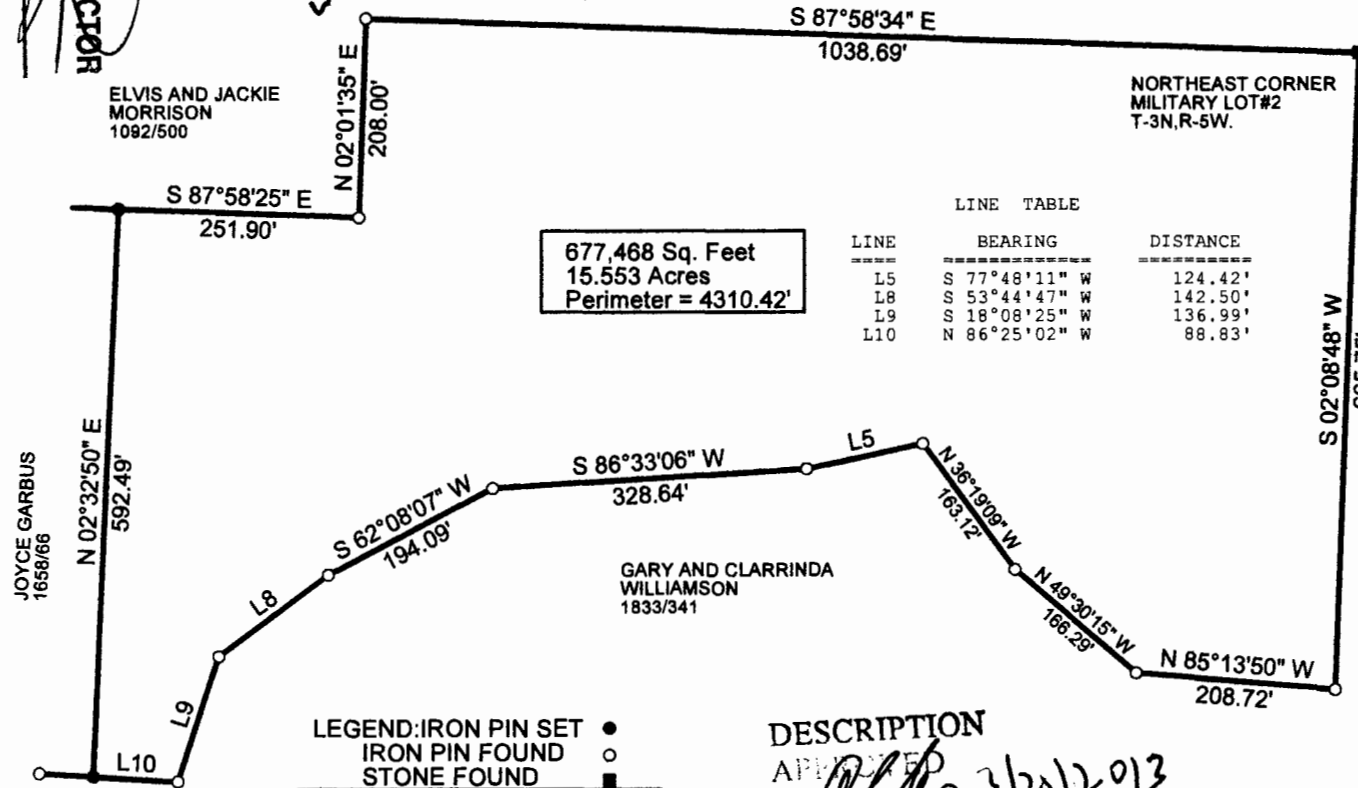 CTOR
S 87°58'34" E
1038.69'
ELVIS AND JACKIE
MORRISON
1092/500
N 02°01'35" E
208.00'
NORTHEAST CORNER
MILITARY LOT#2
T-3N,R-5W.
S 87°58'25" E
251.90'
677,468 Sq. Feet
15.553 Acres
Perimeter = 4310.42'
LINE TABLE
LINE BEARING DISTANCE
==== ============= ==========
L5 S 77°48'11" W 124.42'
L8 S 53°44'47" W 142.50'
L9 S 18°08'25" W 136.99'
L10 N 86°25'02" W 88.83'
S 02°08'48" W
JOYCE GARBUS
1658/66
N 02°32'50" E
592.49'
L5
S 86°33'06" W
328.64'
N 36°19'09" W
163.12'
S 62°08'07" W
194.09'
L8
GARY AND CLARRINDA
WILLIAMSON
1833/341
N 49°30'15" W
166.29'
N 85°13'50" W
208.72'
L9
L10
LEGEND:IRON PIN SET
IRON PIN FOUND
STONE FOUND
DESCRIPTION
APPROVED